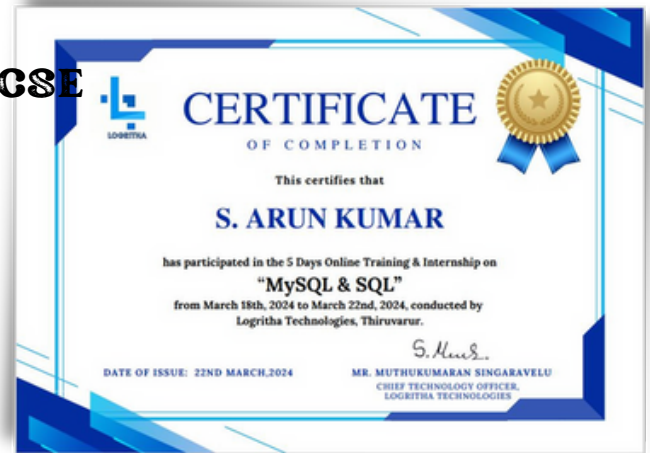 CSE
LOGRITHA
CERTIFICATE
OF COMPLETION
This certifies that
S. ARUN KUMAR
has participated in the 5 Days Online Training & Internship on
“MySQL & SQL”
from March 18th, 2024 to March 22nd, 2024, conducted by
Logritha Technologies, Thiruvarur.
DATE OF ISSUE: 22ND MARCH,2024
MR. MUTHUKUMARAN SINGARAVELU
CHIEF TECHNOLOGY OFFICER,
LOGRITHA TECHNOLOGIES